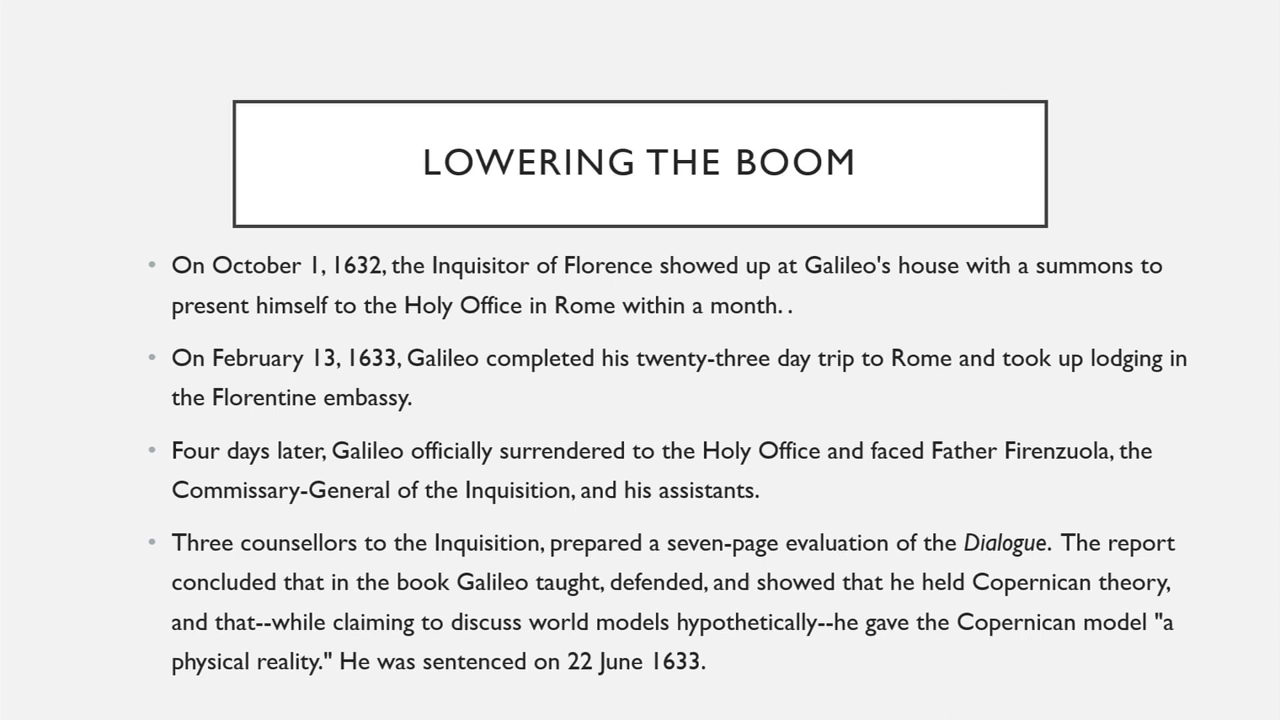 LOWERING THE BOOM
• On October 1, 1632, the Inquisitor of Florence showed up at Galileo's house with a summons to
present himself to the Holy Office in Rome within a month. .
• On February 13, 1633, Galileo completed his twenty-three day trip to Rome and took up lodging in
the Florentine embassy.
• Four days later, Galileo officially surrendered to the Holy Office and faced Father Firenzuola, the
Commissary-General of the Inquisition, and his assistants.
• Three counsellors to the Inquisition, prepared a seven-page evaluation of the Dialogue. The report
concluded that in the book Galileo taught, defended, and showed that he held Copernican theory,
and that--while claiming to discuss world models hypothetically--he gave the Copernican model "a
physical reality." He was sentenced on 22 June 1633.